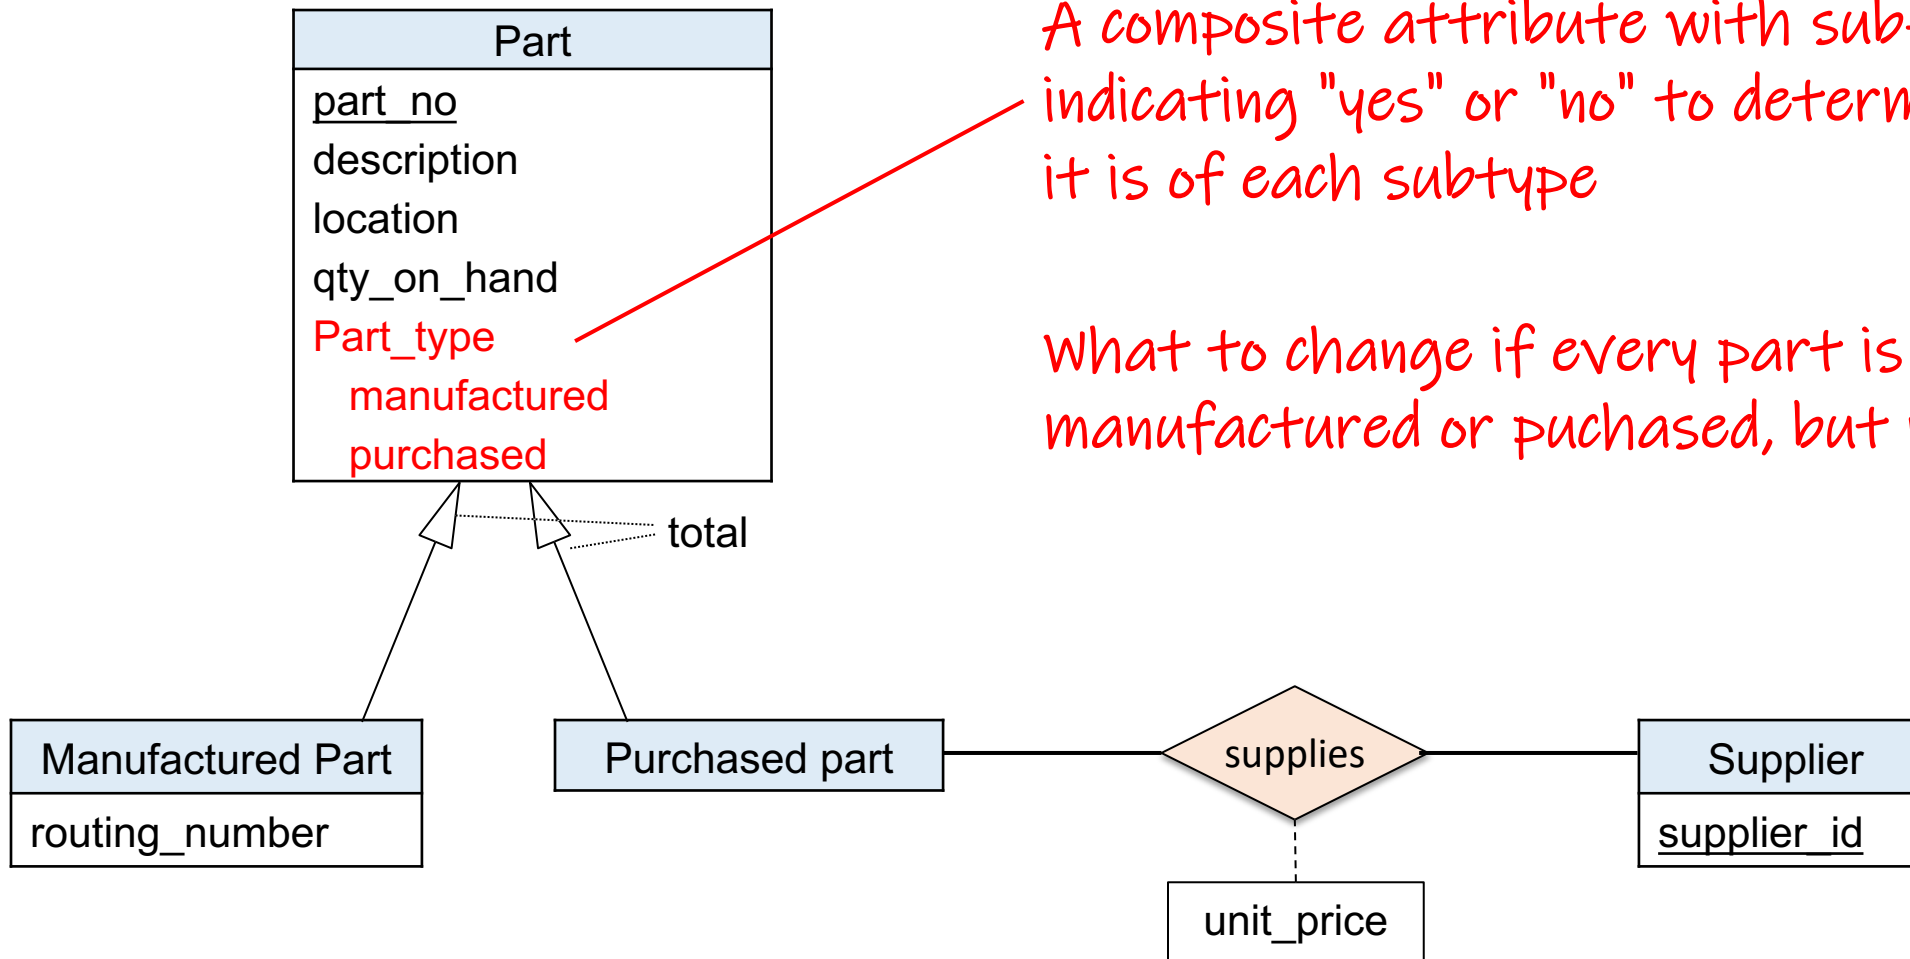 Part
part_no
description
location
qty_on_hand
Part_type
manufactured
purchased
A composite attribute with sub-
indicating "yes" or "no" to determ
it is of each subtype
What to change if every part is
manufactured or puchased, but
total
Manufactured Part
routing_number
Purchased part
supplies
unit_price
Supplier
supplier_id